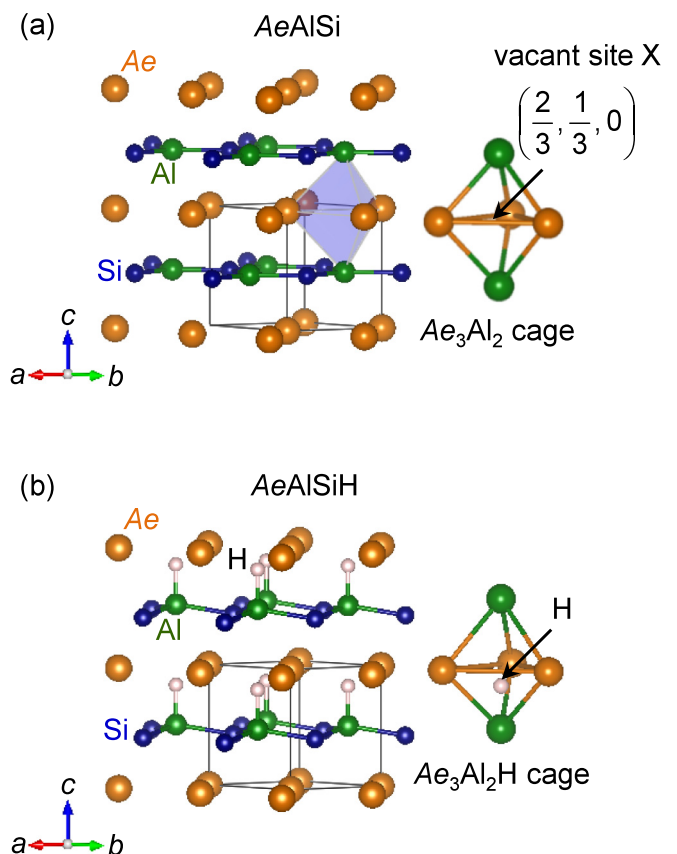 (a)
AeAlSi
Ae
vacant site X
(2/3, 1/3, 0)
Al
Si
Ae₃Al₂ cage
c
a
b
(b)
AeAlSiH
Ae
H
H
Al
Si
Ae₃Al₂H cage
c
a
b